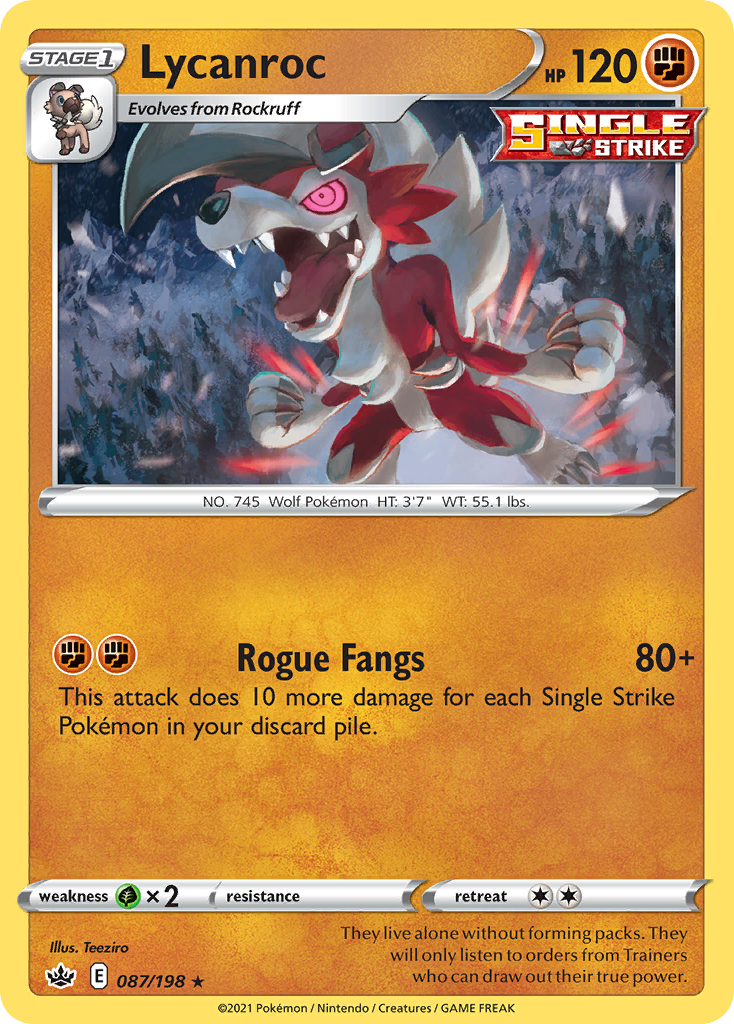 STAGE 1
Lycanroc
HP 120
Evolves from Rockruff
SINGLE
STRIKE
NO. 745 Wolf Pokémon HT: 3'7" WT: 55.1 lbs.
Rogue Fangs 80+
This attack does 10 more damage for each Single Strike
Pokémon in your discard pile.
weakness ×2 resistance retreat
Illus. Teeziro
They live alone without forming packs. They
will only listen to orders from Trainers
who can draw out their true power.
E 087/198 ★
©2021 Pokémon / Nintendo / Creatures / GAME FREAK